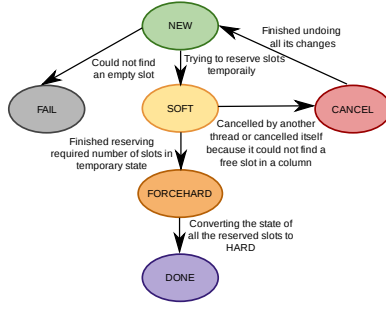 NEW
Finished undoing
all its changes
Could not find
an empty slot
Trying to reserve slots
temporaily
FAIL
SOFT
CANCEL
Cancelled by another
thread or cancelled itself
because it could not find a
free slot in a column
Finished reserving
required number of slots in
temporary state
FORCEHARD
Converting the state of
all the reserved slots to
HARD
DONE